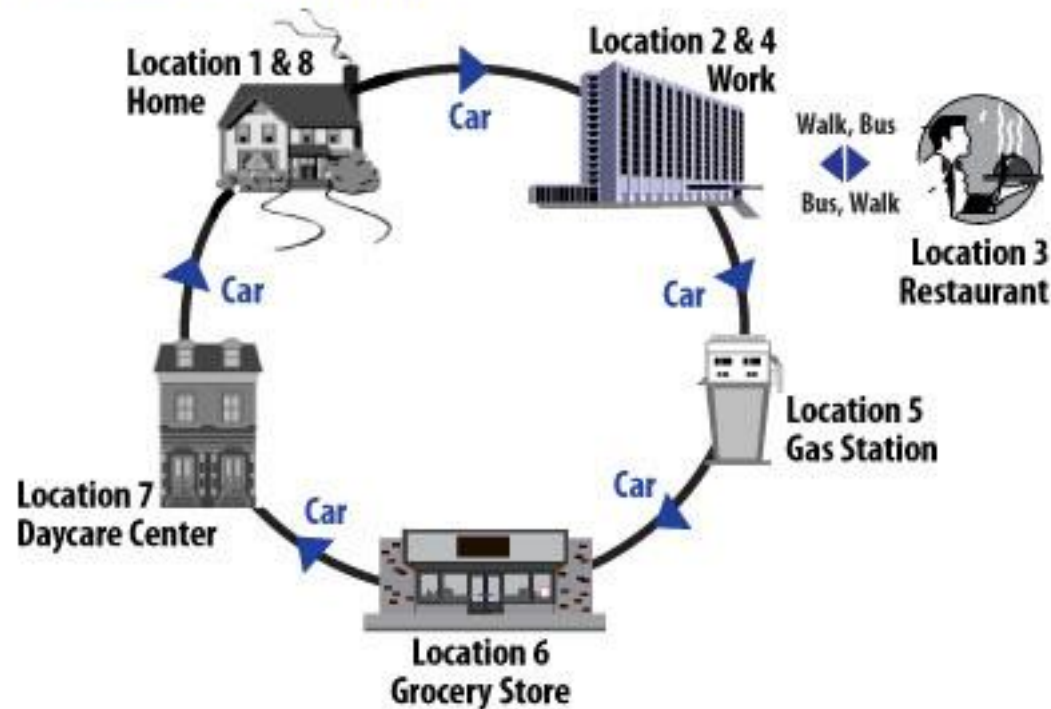 Location 1 & 8
Home
Car
Location 2 & 4
Work
Walk, Bus
Bus, Walk
Location 3
Restaurant
Car
Location 5
Gas Station
Car
Location 6
Grocery Store
Car
Location 7
Daycare Center
Car